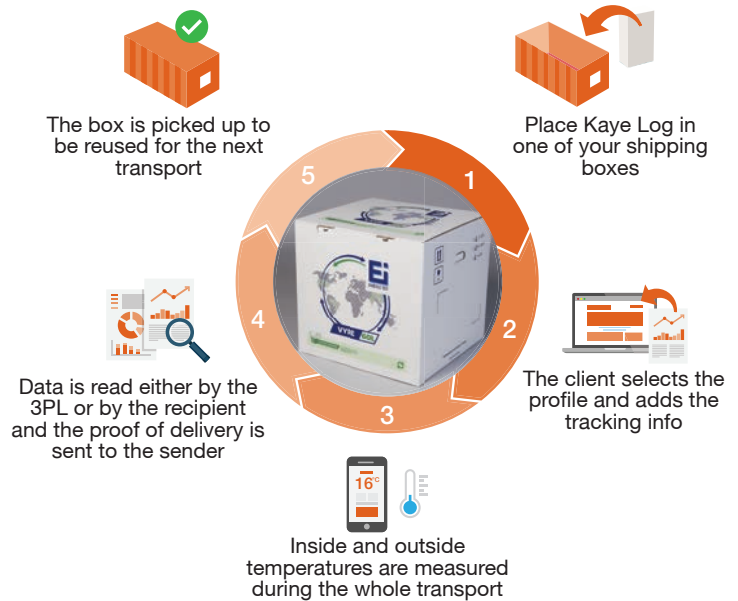 1
Place Kaye Log in
one of your shipping
boxes
2
The client selects the
profile and adds the
tracking info
3
16°C
Inside and outside
temperatures are measured
during the whole transport
4
Data is read either by the
3PL or by the recipient
and the proof of delivery is
sent to the sender
5
The box is picked up to
be reused for the next
transport
Ei
VYPE